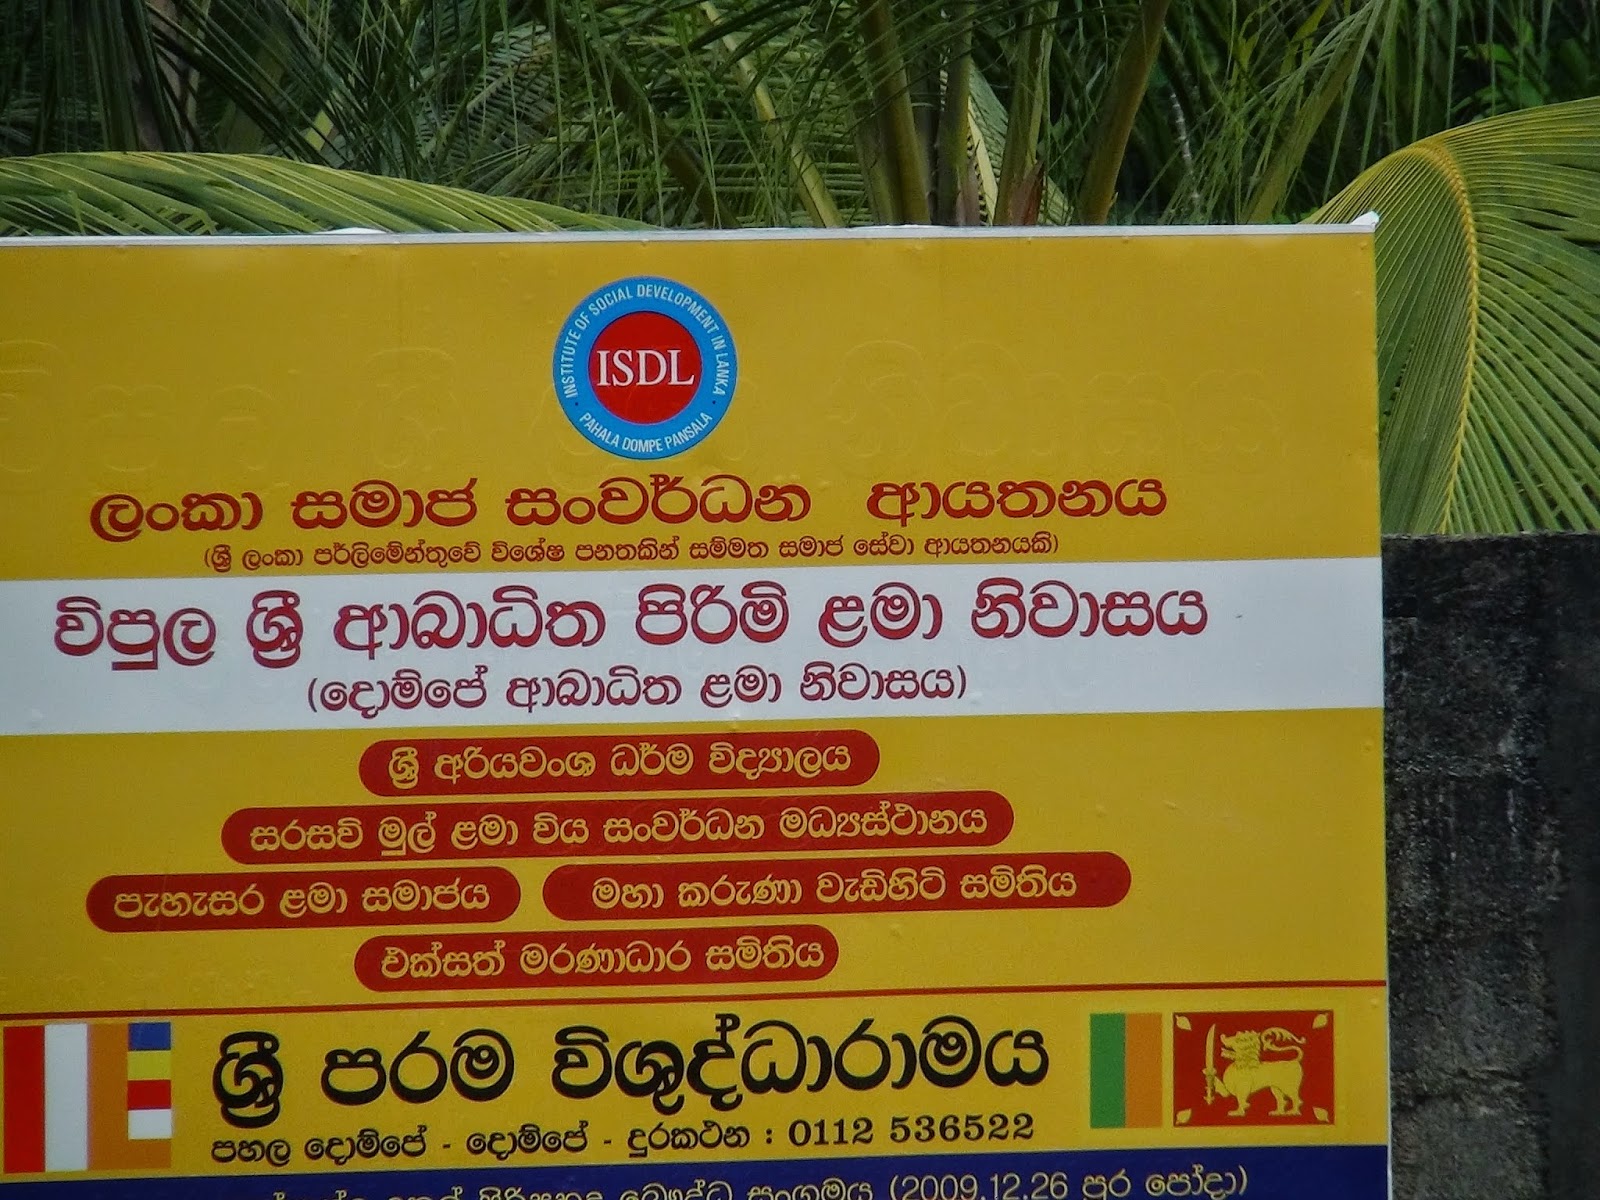 INSTITUTE OF SOCIAL DEVELOPMENT IN LANKA
ISDL
PAHALA DOMPE PANSALA
ලංකා සමාජ සංවර්ධන ආයතනය
(ශ්‍රී ලංකා පර්ලිමේන්තුවේ විශේෂ පනතකින් සම්මත සමාජ සේවා ආයතනයකි)
විපුල ශ්‍රී ආබාධිත පිරිමි ළමා නිවාසය
(දොම්පේ ආබාධිත ළමා නිවාසය)
ශ්‍රී අරියවංශ ධර්ම විද්‍යාලය
සරසවි මුල් ළමා විය සංවර්ධන මධ්‍යස්ථානය
පැහැසර ළමා සමාජය
මහා කරුණා වැඩිහිටි සමිතිය
එක්සත් මරණාධාර සමිතිය
ශ්‍රී පරම විශුද්ධාරාමය
පහල දොම්පේ - දොම්පේ - දුරකථන : 0112 536522
බෞද්ධ සංගමය (2009.12.26 පුර පෝදා)